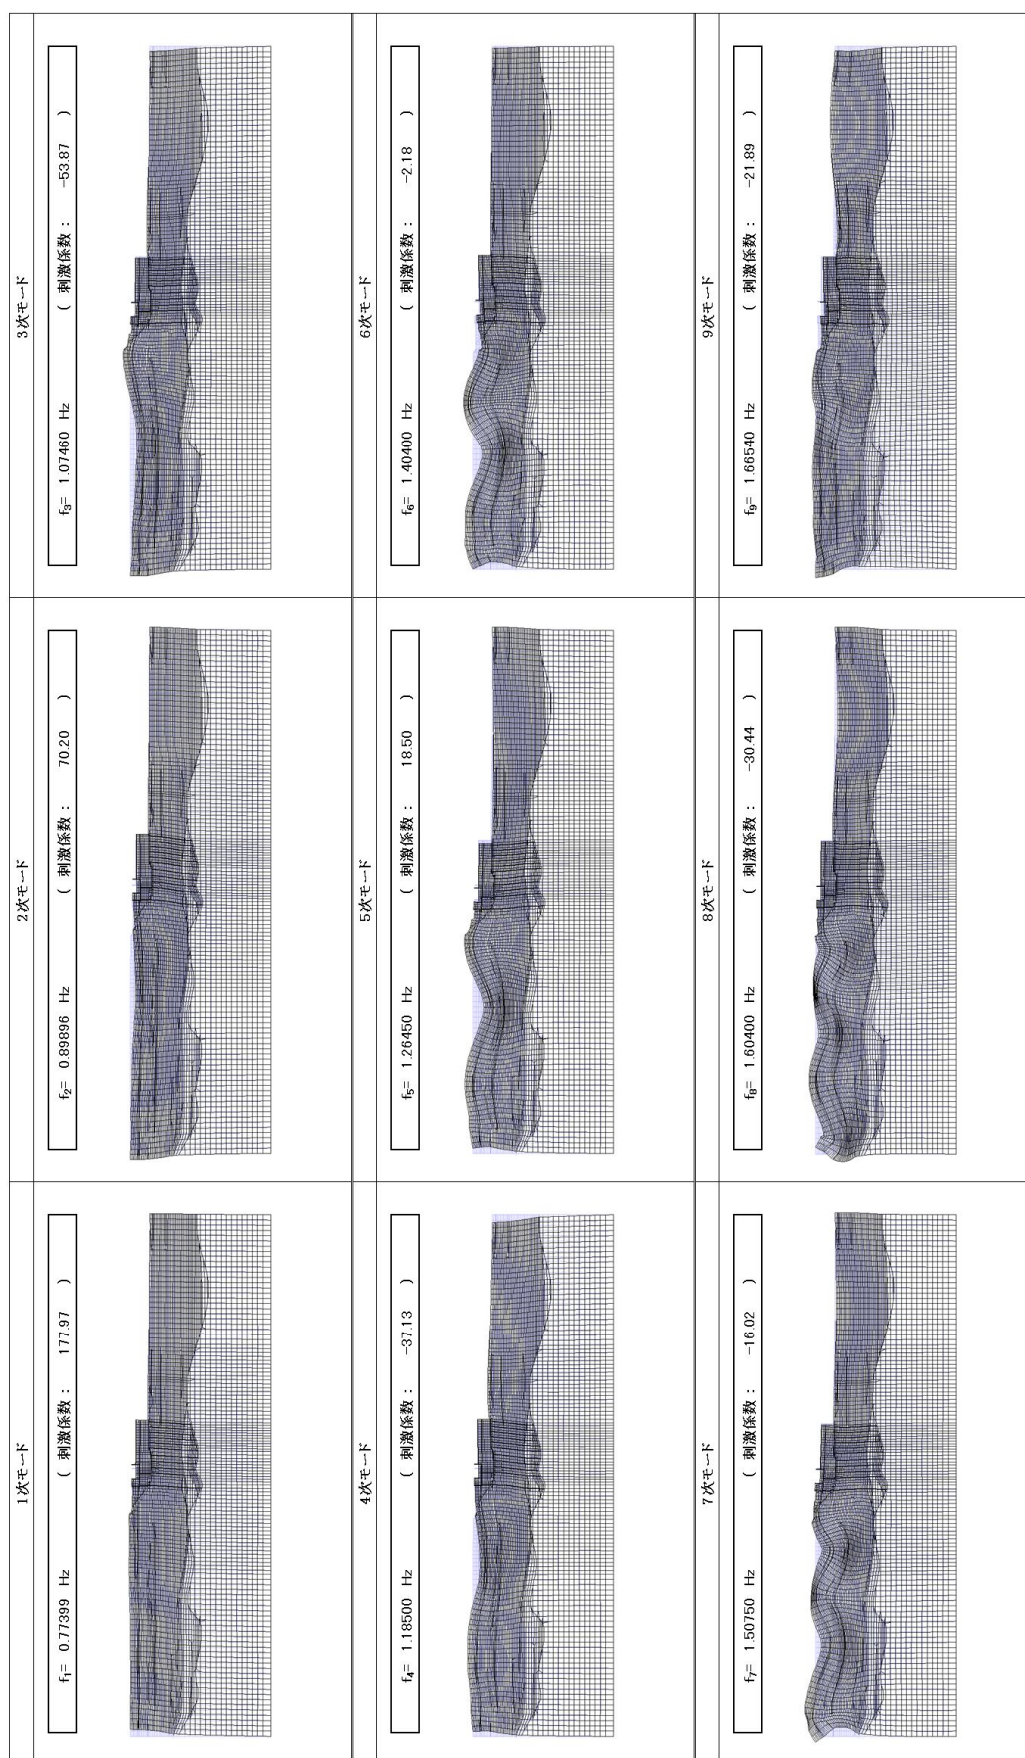 1次モード
f1= 0.77399 Hz ( 刺激係数： 177.97 )
2次モード
f2= 0.89896 Hz ( 刺激係数： 70.20 )
3次モード
f3= 1.07460 Hz ( 刺激係数： -53.87 )
4次モード
f4= 1.18500 Hz ( 刺激係数： -37.13 )
5次モード
f5= 1.26450 Hz ( 刺激係数： 18.50 )
6次モード
f6= 1.40400 Hz ( 刺激係数： -2.18 )
7次モード
f7= 1.50750 Hz ( 刺激係数： -16.02 )
8次モード
f8= 1.60400 Hz ( 刺激係数： -30.44 )
9次モード
f9= 1.66540 Hz ( 刺激係数： -21.89 )